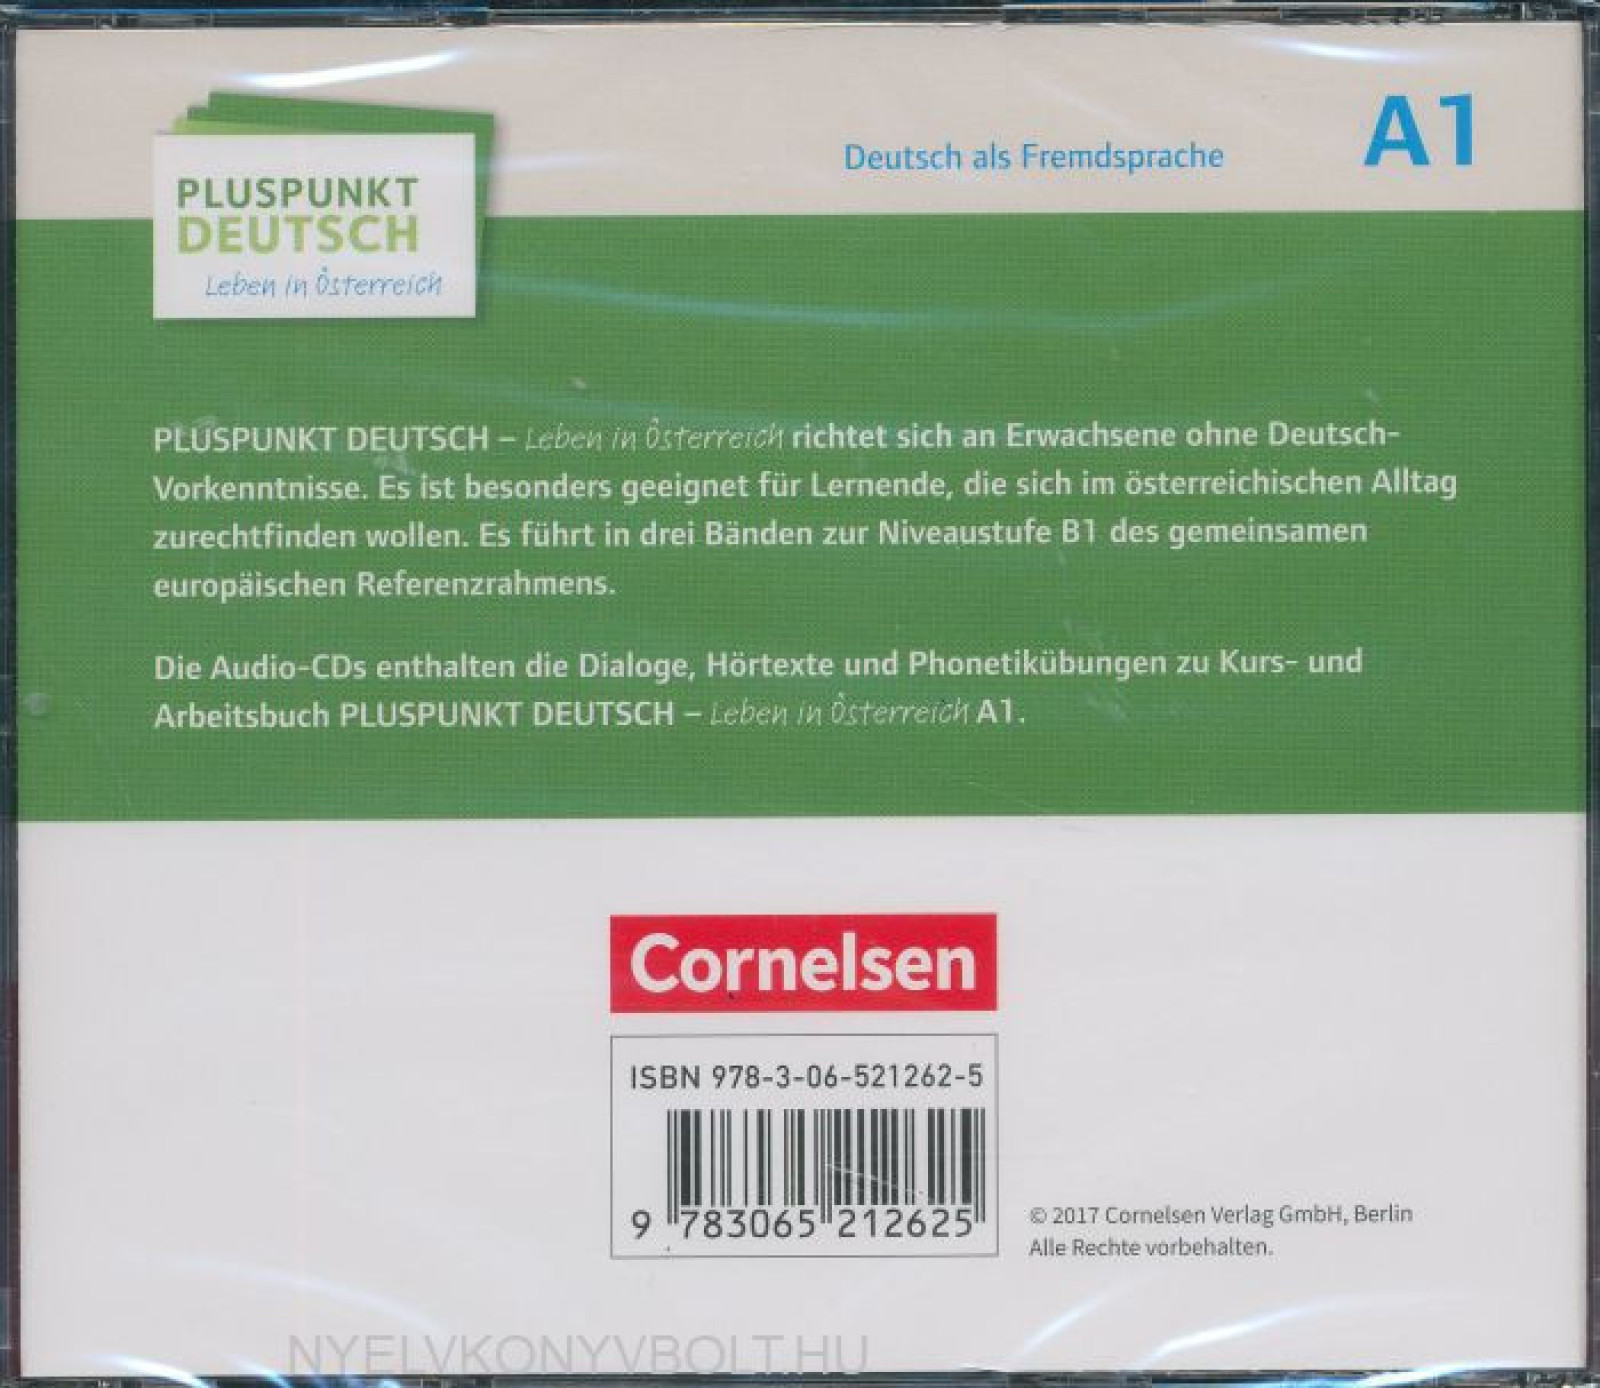 PLUSPUNKT
DEUTSCH
Leben in Österreich
Deutsch als Fremdsprache
A1
PLUSPUNKT DEUTSCH – Leben in Österreich richtet sich an Erwachsene ohne Deutsch-
Vorkenntnisse. Es ist besonders geeignet für Lernende, die sich im österreichischen Alltag
zurechtfinden wollen. Es führt in drei Bänden zur Niveaustufe B1 des gemeinsamen
europäischen Referenzrahmens.
Die Audio-CDs enthalten die Dialoge, Hörtexte und Phonetikübungen zu Kurs- und
Arbeitsbuch PLUSPUNKT DEUTSCH – Leben in Österreich A1.
Cornelsen
ISBN 978-3-06-521262-5
9 783065 212625
© 2017 Cornelsen Verlag GmbH, Berlin
Alle Rechte vorbehalten.
NYELVKONYVBOLT.HU